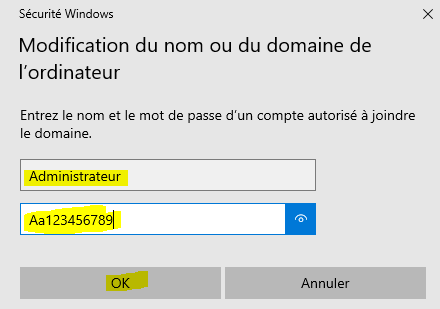 Sécurité Windows
Modification du nom ou du domaine de
l'ordinateur
Entrez le nom et le mot de passe d'un compte autorisé à joindre
le domaine.
Administrateur
Aa123456789
OK
Annuler